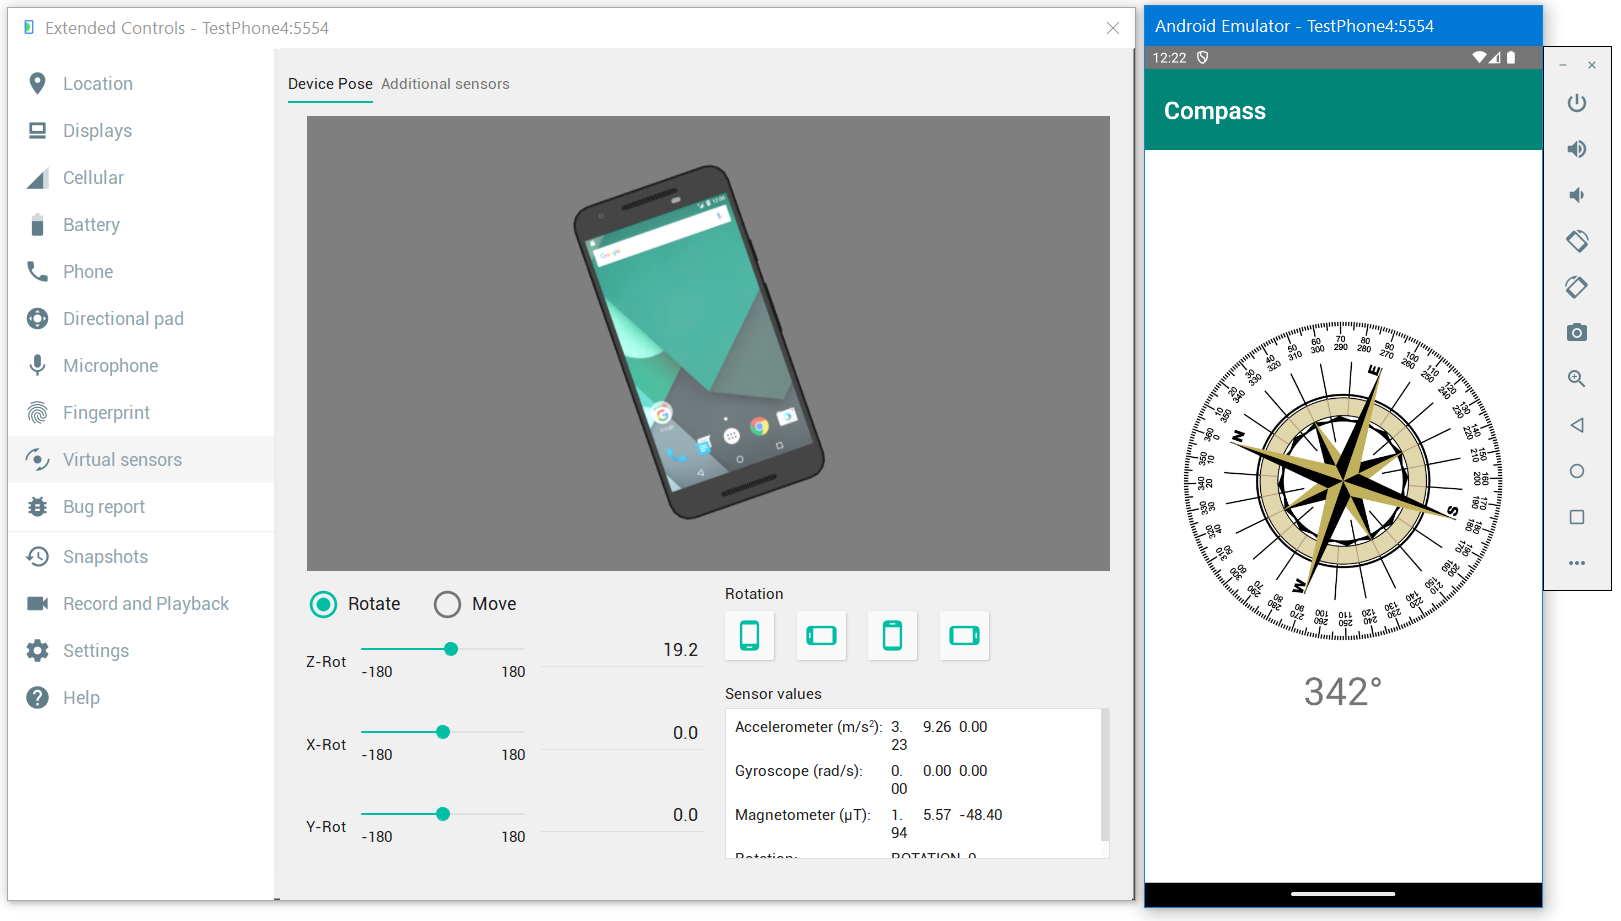 Extended Controls - TestPhone4:5554
Location
Displays
Cellular
Battery
Phone
Directional pad
Microphone
Fingerprint
Virtual sensors
Bug report
Snapshots
Record and Playback
Settings
Help
Device Pose Additional sensors
Google
Rotate Move
Z-Rot
-180 180
19.2
X-Rot
-180 180
0.0
Y-Rot
-180 180
0.0
Rotation
Sensor values
Accelerometer (m/s²): 3.23 9.26 0.00
Gyroscope (rad/s): 0.00 0.00 0.00
Magnetometer (μT): 1.94 5.57 -48.40
Rotation: ROTATION_0
Android Emulator - TestPhone4:5554
12:22
Compass
N
E
S
W
342°